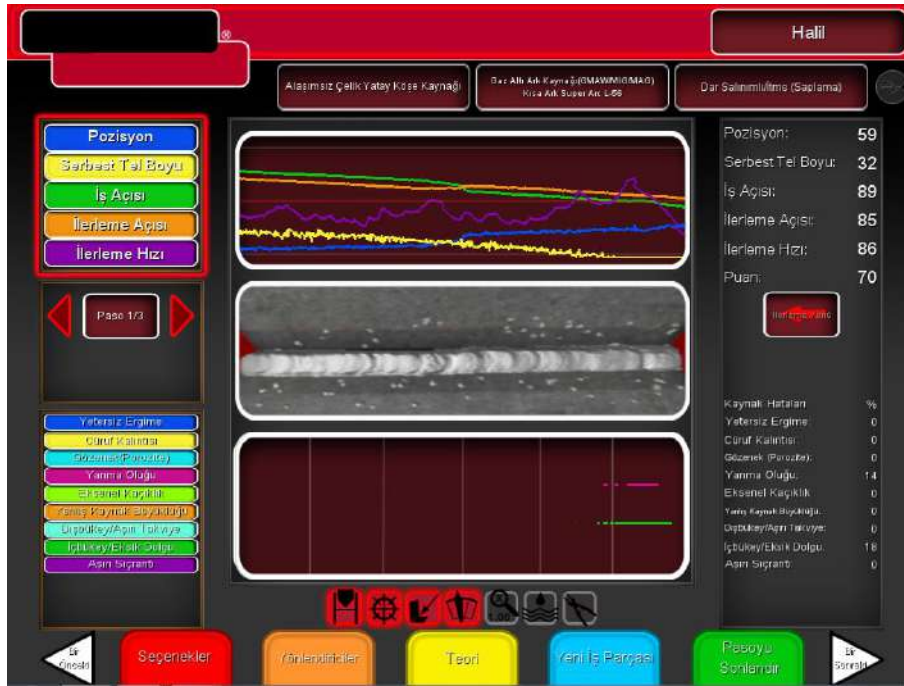 ®
Halil
Alaşımsız Çelik Yatay Köşe Kaynağı
Gaz Altı Ark Kaynağı(GMAW/MIG/MAG)
Kısa Ark Super Arc L-56
Dar Salınımlı/İtme (Saplama)
Pozisyon
Serbest Tel Boyu
İş Açısı
İlerleme Açısı
İlerleme Hızı
Pozisyon: 59
Serbest Tel Boyu: 32
İş Açısı: 89
İlerleme Açısı: 85
İlerleme Hızı: 86
Puan: 70
Paso 1/3
Yetersiz Ergime
Cüruf Kalıntısı
Gözenek(Porozite)
Yanma Oluğu
Eksenel Kaçıklık
Yanlış Kaynak Büyüklüğü
Dışbükey/Aşırı Takviye
İçbükey/Eksik Dolgu
Aşırı Sıçrantı
Kaynak Hataları %
Yetersiz Ergime: 0
Cüruf Kalıntısı: 0
Gözenek (Porozite): 0
Yanma Oluğu: 14
Eksenel Kaçıklık 0
Yanlış Kaynak Büyüklüğü: 0
Dışbükey/Aşırı Takviye: 0
İçbükey/Eksik Dolgu: 18
Aşırı Sıçrantı: 0
Bir
Önceki
Seçenekler
Yönlendiriciler
Teori
Yeni İş Parçası
Pasoyu
Sonlandır
Bir
Sonraki